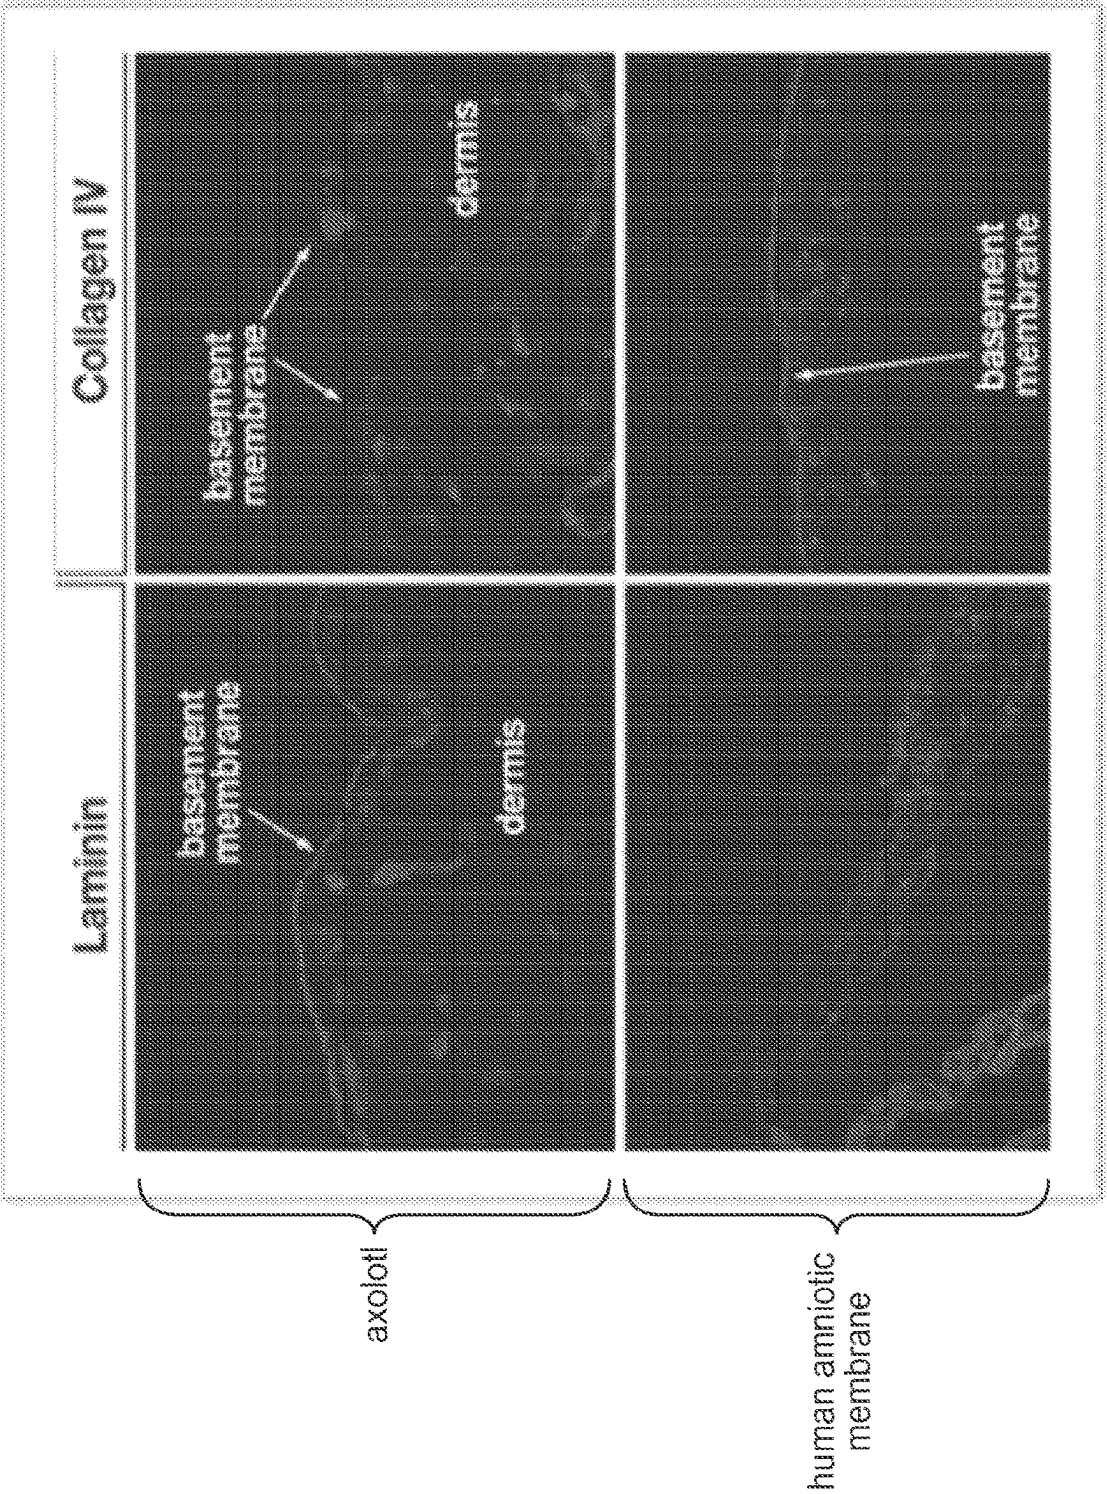 Laminin
Collagen IV
axolotl
basement
membrane
dermis
basement
membrane
dermis
human amniotic
membrane
basement
membrane